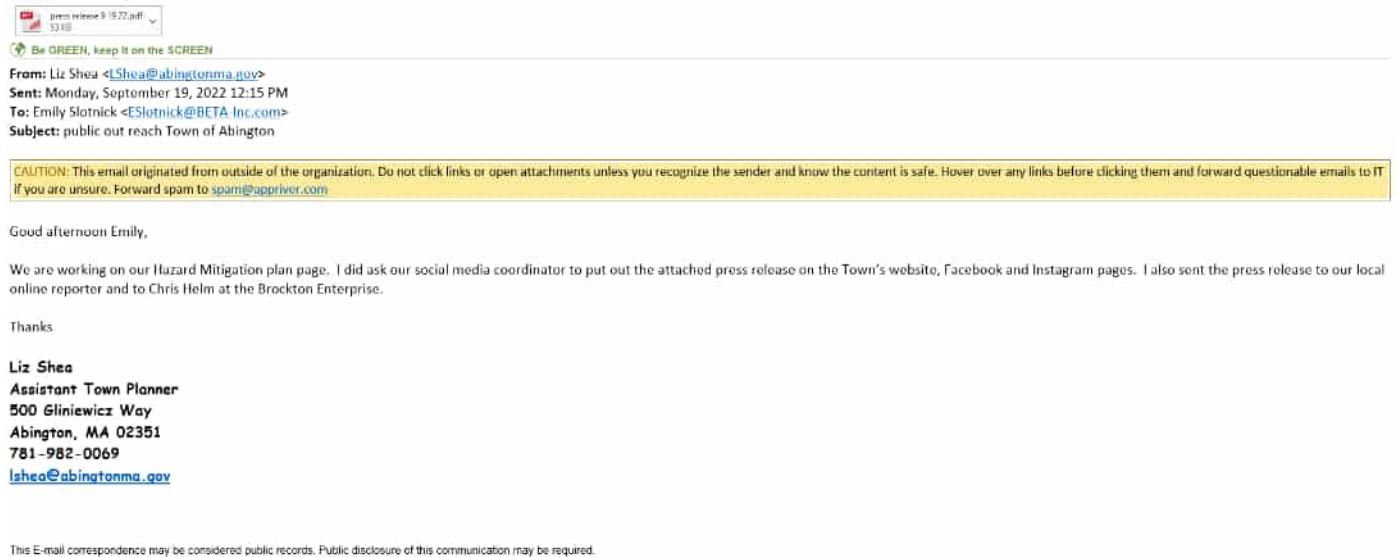 press release 9-19-22.pdf
53 KB
Be GREEN, keep it on the SCREEN
From: Liz Shea <LShea@abingtonma.gov>
Sent: Monday, September 19, 2022 12:15 PM
To: Emily Slotnick <ESlotnick@BETA-Inc.com>
Subject: public out reach Town of Abington
CAUTION: This email originated from outside of the organization. Do not click links or open attachments unless you recognize the sender and know the content is safe. Hover over any links before clicking them and forward questionable emails to IT
if you are unsure. Forward spam to spam@appriver.com
Good afternoon Emily,
We are working on our Hazard Mitigation plan page.  I did ask our social media coordinator to put out the attached press release on the Town's website, Facebook and Instagram pages.  I also sent the press release to our local
online reporter and to Chris Helm at the Brockton Enterprise.
Thanks
Liz Shea
Assistant Town Planner
500 Gliniewicz Way
Abington, MA 02351
781-982-0069
lshea@abingtonma.gov
This E-mail correspondence may be considered public records. Public disclosure of this communication may be required.